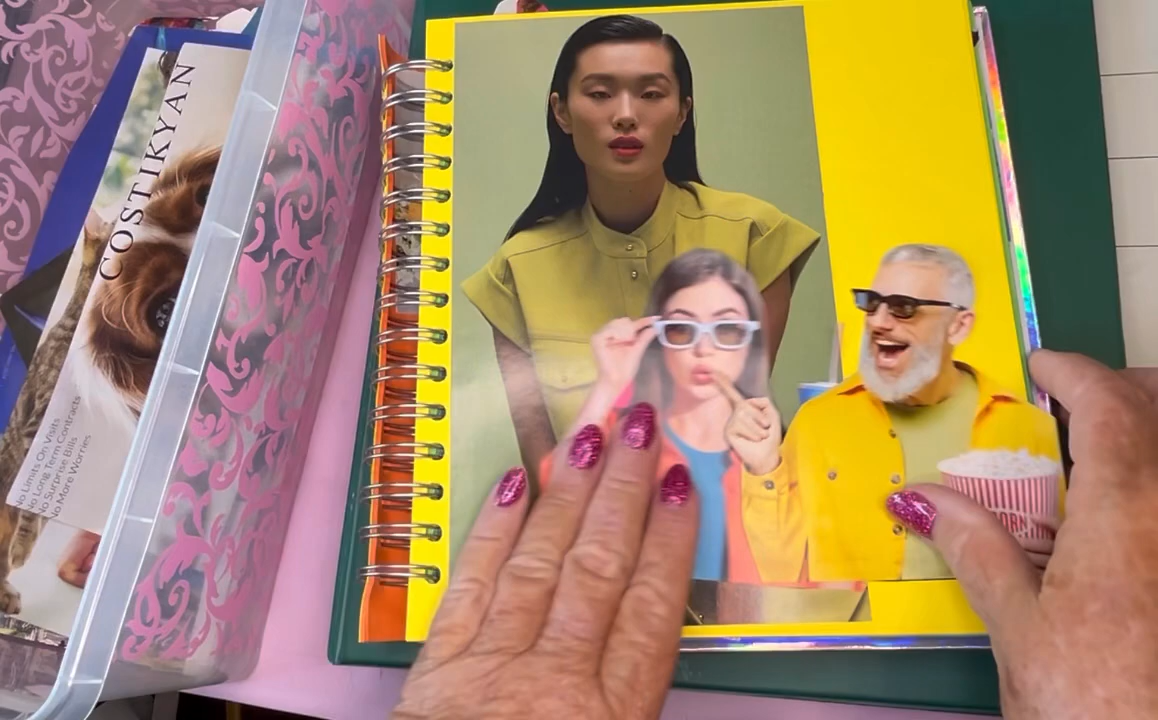 COSTIKYAN
No Limits On Visits
No Long Term Contracts
No Surprise Bills
No More Worries